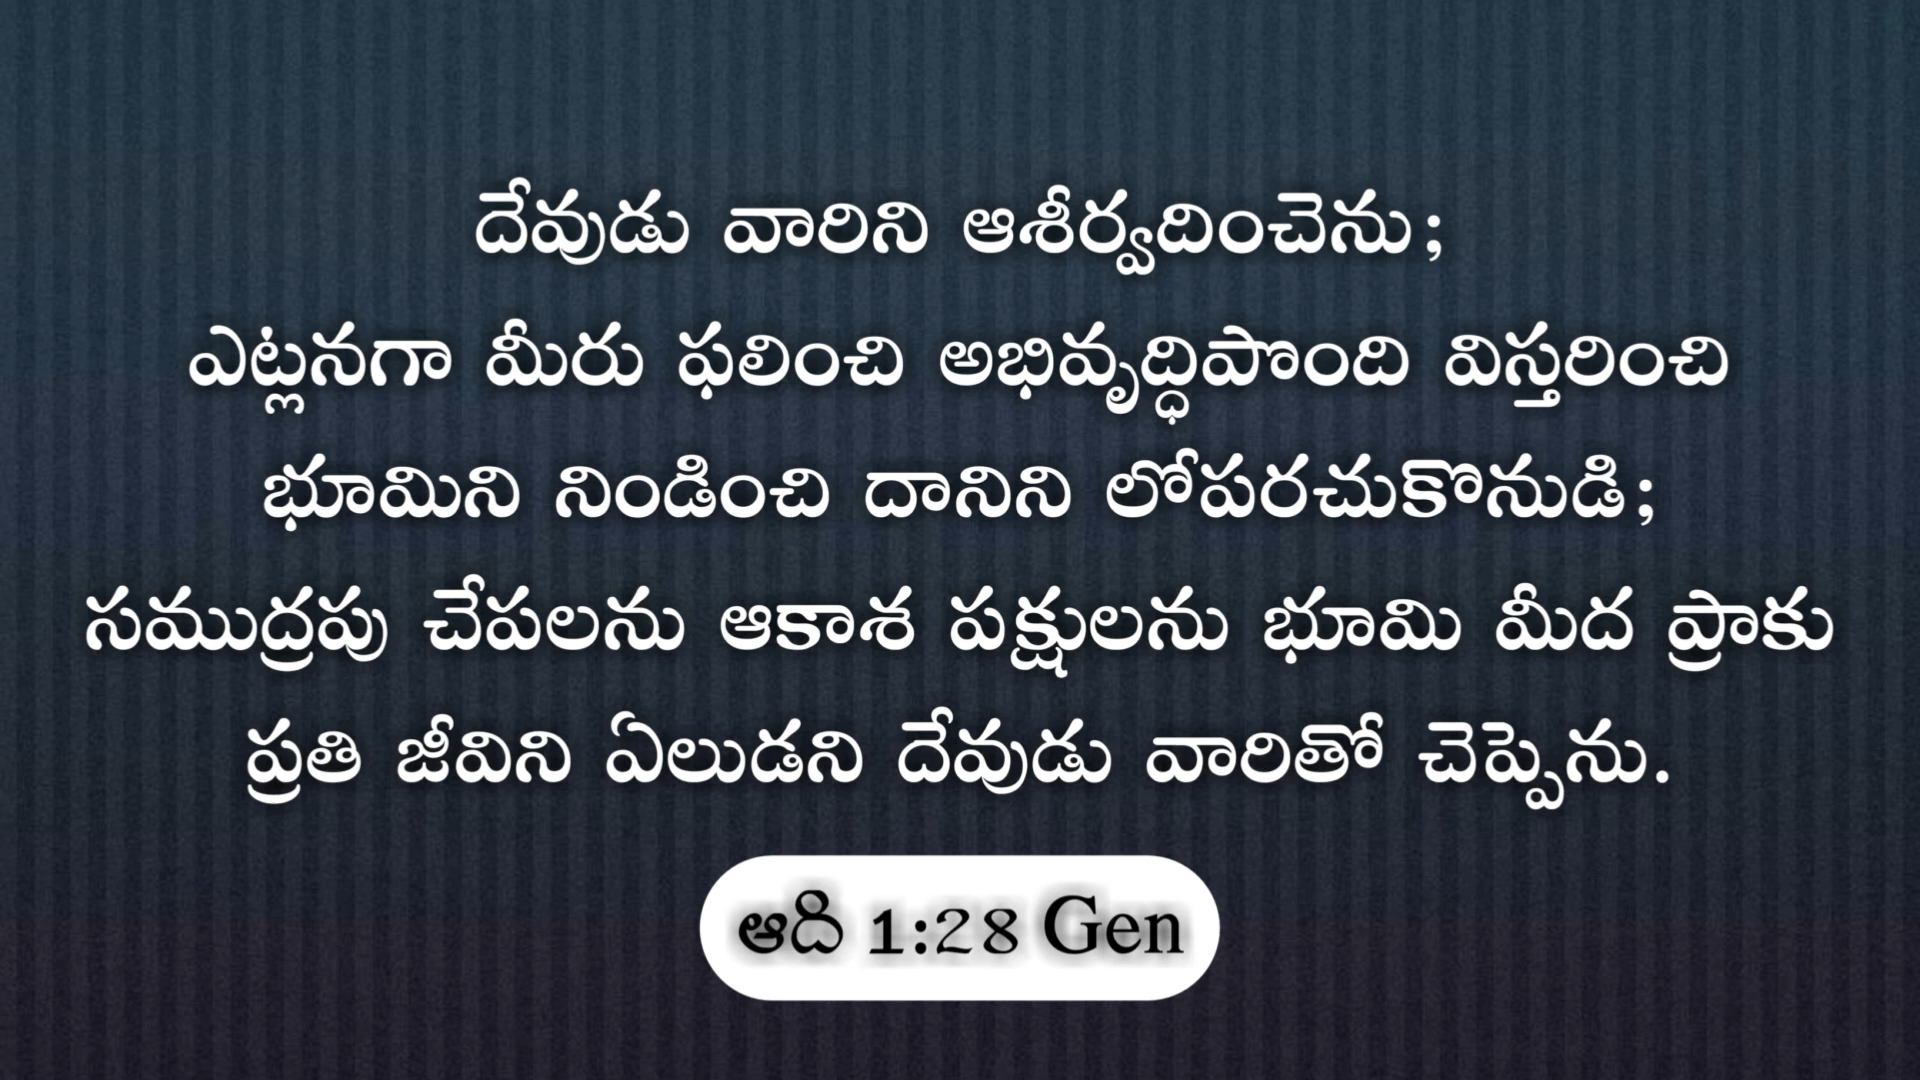 దేవుడు వారిని ఆశీర్వదించెను;
ఎట్లనగా మీరు ఫలించి అభివృద్ధిపొంది విస్తరించి
భూమిని నిండించి దానిని లోపరచుకొనుడి;
సముద్రపు చేపలను ఆకాశ పక్షులను భూమి మీద ప్రాకు
ప్రతి జీవిని ఏలుడని దేవుడు వారితో చెప్పెను.
ఆది 1:28 Gen